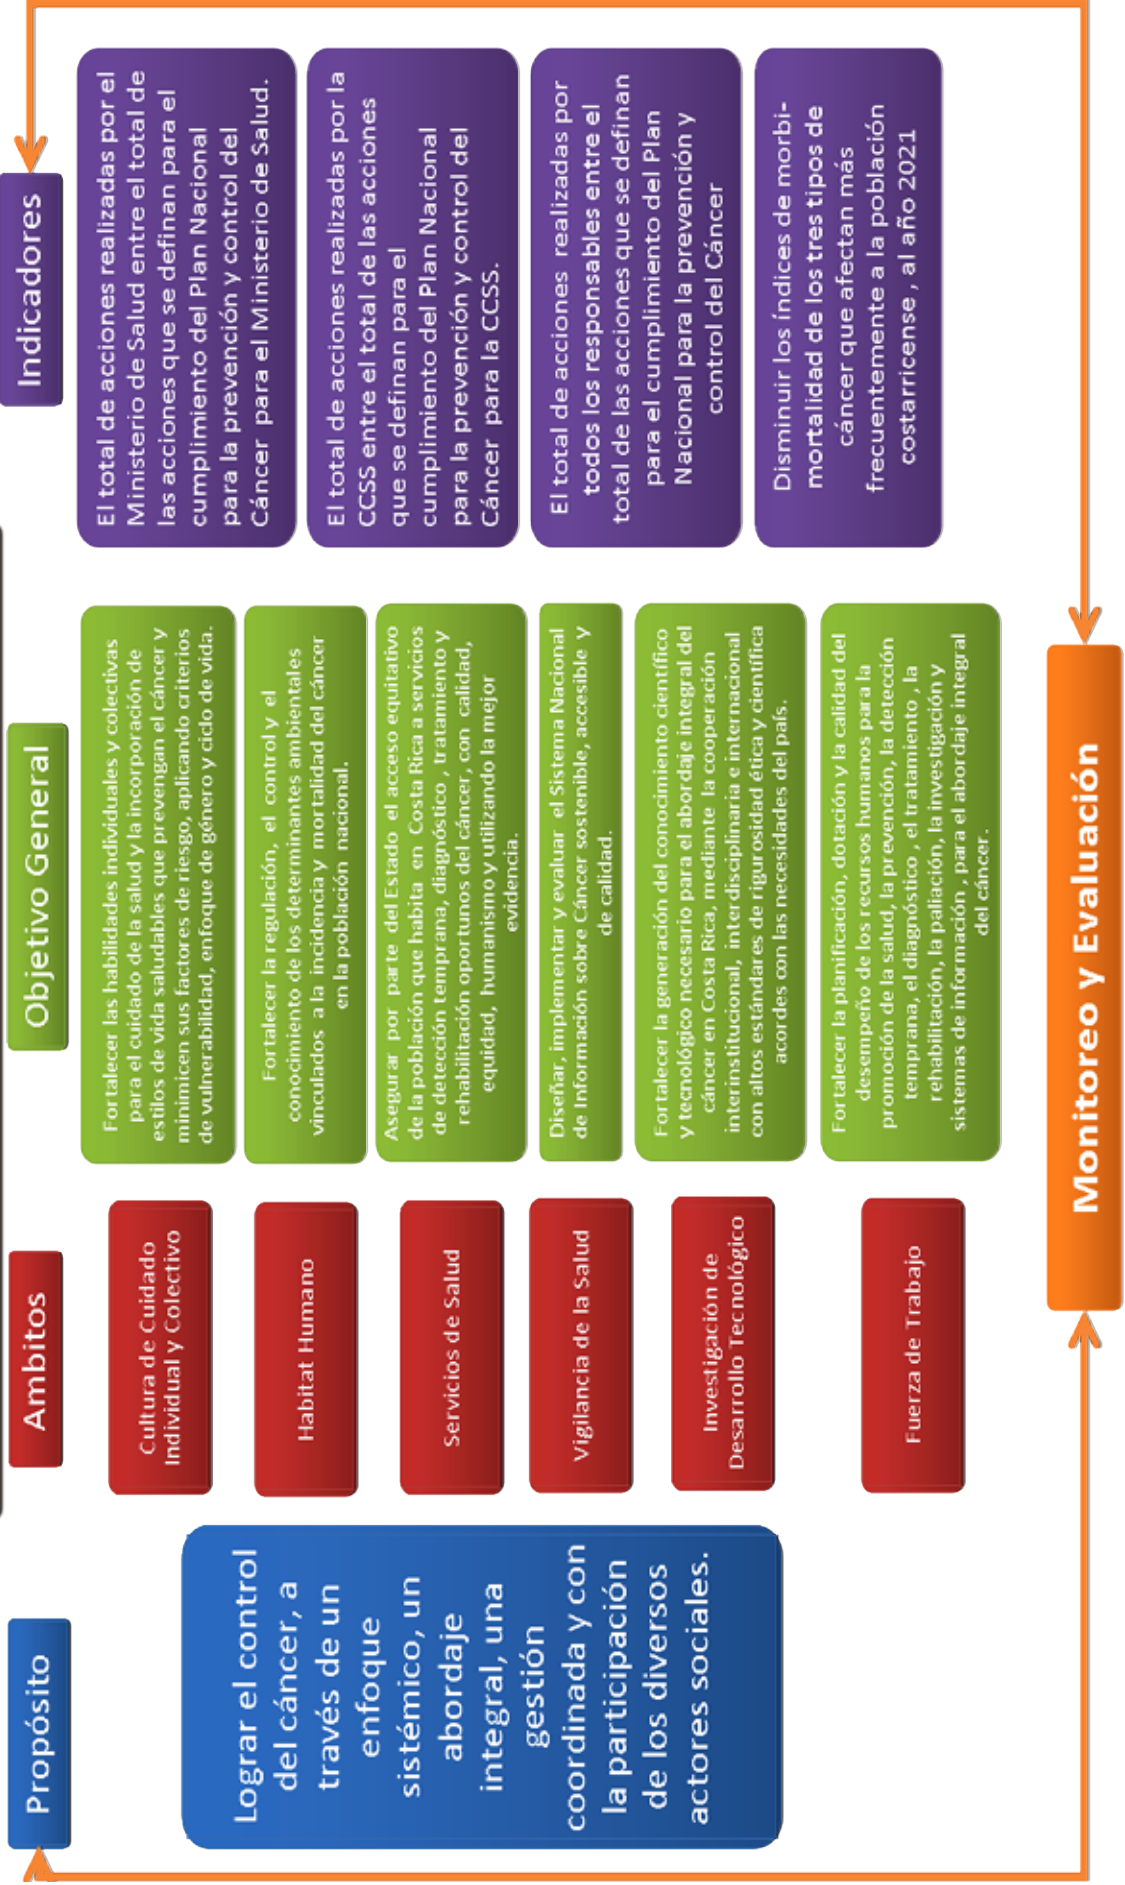 Propósito
Lograr el control
del cáncer, a
través de un
enfoque
sistémico, un
abordaje
integral, una
gestión
coordinada y con
la participación
de los diversos
actores sociales.
Ambitos
Cultura de Cuidado
Individual y Colectivo
Habitat Humano
Servicios de Salud
Vigilancia de la Salud
Investigación de
Desarrollo Tecnológico
Fuerza de Trabajo
Objetivo General
Fortalecer las habilidades individuales y colectivas
para el cuidado de la salud y la incorporación de
estilos de vida saludables que prevengan el cáncer y
minimicen sus factores de riesgo, aplicando criterios
de vulnerabilidad, enfoque de género y ciclo de vida.
Fortalecer la regulación, el control y el
conocimiento de los determinantes ambientales
vinculados a la incidencia y mortalidad del cáncer
en la población nacional.
Asegurar por parte del Estado el acceso equitativo
de la población que habita en Costa Rica a servicios
de detección temprana, diagnóstico , tratamiento y
rehabilitación oportunos del cáncer, con calidad,
equidad, humanismo y utilizando la mejor
evidencia.
Diseñar, implementar y evaluar el Sistema Nacional
de Información sobre Cáncer sostenible, accesible y
de calidad.
Fortalecer la generación del conocimiento científico
y tecnológico necesario para el abordaje integral del
cáncer en Costa Rica, mediante la cooperación
interinstitucional, interdisciplinaria e internacional
con altos estándares de rigurosidad ética y científica
acordes con las necesidades del país.
Fortalecer la planificación, dotación y la calidad del
desempeño de los recursos humanos para la
promoción de la salud, la prevención, la detección
temprana, el diagnóstico , el tratamiento , la
rehabilitación, la paliación, la investigación y
sistemas de información , para el abordaje integral
del cáncer.
Indicadores
El total de acciones realizadas por el
Ministerio de Salud entre el total de
las acciones que se definan para el
cumplimiento del Plan Nacional
para la prevención y control del
Cáncer para el Ministerio de Salud.
El total de acciones realizadas por la
CCSS entre el total de las acciones
que se definan para el
cumplimiento del Plan Nacional
para la prevención y control del
Cáncer para la CCSS.
El total de acciones realizadas por
todos los responsables entre el
total de las acciones que se definan
para el cumplimiento del Plan
Nacional para la prevención y
control del Cáncer
Disminuir los índices de morbi-
mortalidad de los tres tipos de
cáncer que afectan más
frecuentemente a la población
costarricense , al año 2021
Monitoreo y Evaluación